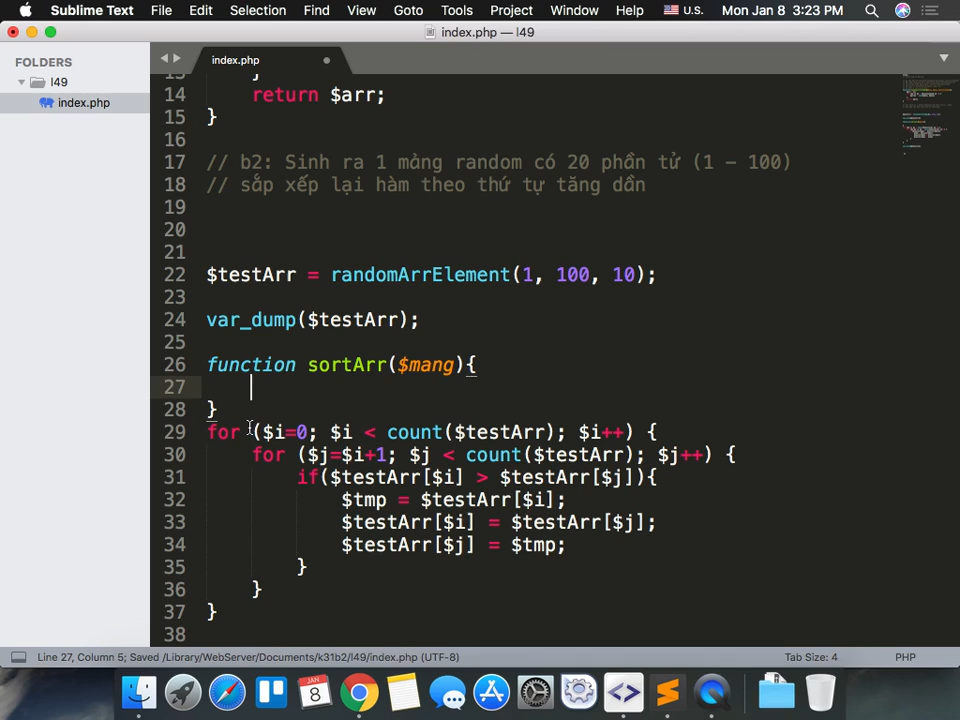 Sublime Text File Edit Selection Find View Goto Tools Project Window Help U.S. Mon Jan 8 3:23 PM
index.php — l49
FOLDERS
l49
index.php
index.php
14 return $arr;
15 }
16
17 // b2: Sinh ra 1 mảng random có 20 phần tử (1 - 100)
18 // sắp xếp lại hàm theo thứ tự tăng dần
19
20
21
22 $testArr = randomArrElement(1, 100, 10);
23
24 var_dump($testArr);
25
26 function sortArr($mang){
27
28 }
29 for ($i=0; $i < count($testArr); $i++) {
30 for ($j=$i+1; $j < count($testArr); $j++) {
31 if($testArr[$i] > $testArr[$j]){
32 $tmp = $testArr[$i];
33 $testArr[$i] = $testArr[$j];
34 $testArr[$j] = $tmp;
35 }
36 }
37 }
38
Line 27, Column 5; Saved /Library/WebServer/Documents/k31b2/l49/index.php (UTF-8) Tab Size: 4 PHP
JAN
8